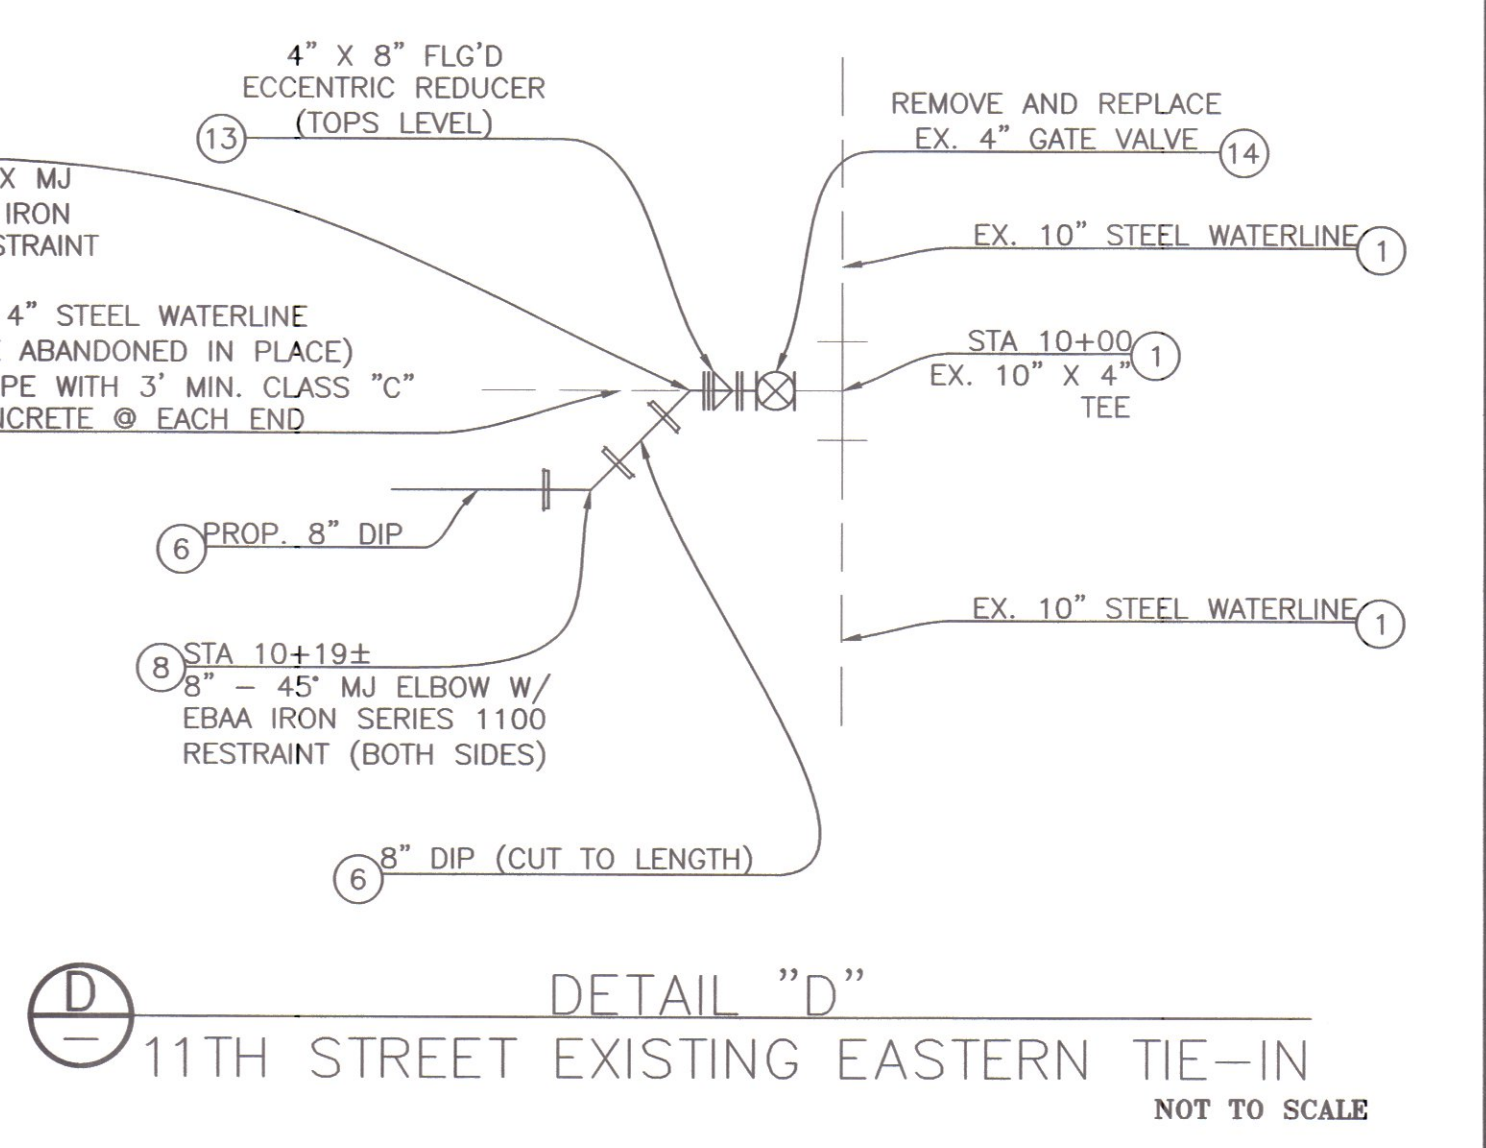 4” X 8” FLG'D
ECCENTRIC REDUCER
(TOPS LEVEL)
13
REMOVE AND REPLACE
EX. 4” GATE VALVE
14
X MJ
IRON
EX. 10” STEEL WATERLINE
1
4” STEEL WATERLINE
ABANDONED IN PLACE)
WITH 3' MIN. CLASS "C"
@ EACH END
STA 10+00
1
EX. 10” X 4”
TEE
6
PROP. 8” DIP
EX. 10” STEEL WATERLINE
1
8
STA 10+19±
8” – 45° MJ ELBOW W/
EBAA IRON SERIES 1100
RESTRAINT (BOTH SIDES)
6
8” DIP (CUT TO LENGTH)
D
–
DETAIL "D”
11TH STREET EXISTING EASTERN TIE–IN
NOT TO SCALE